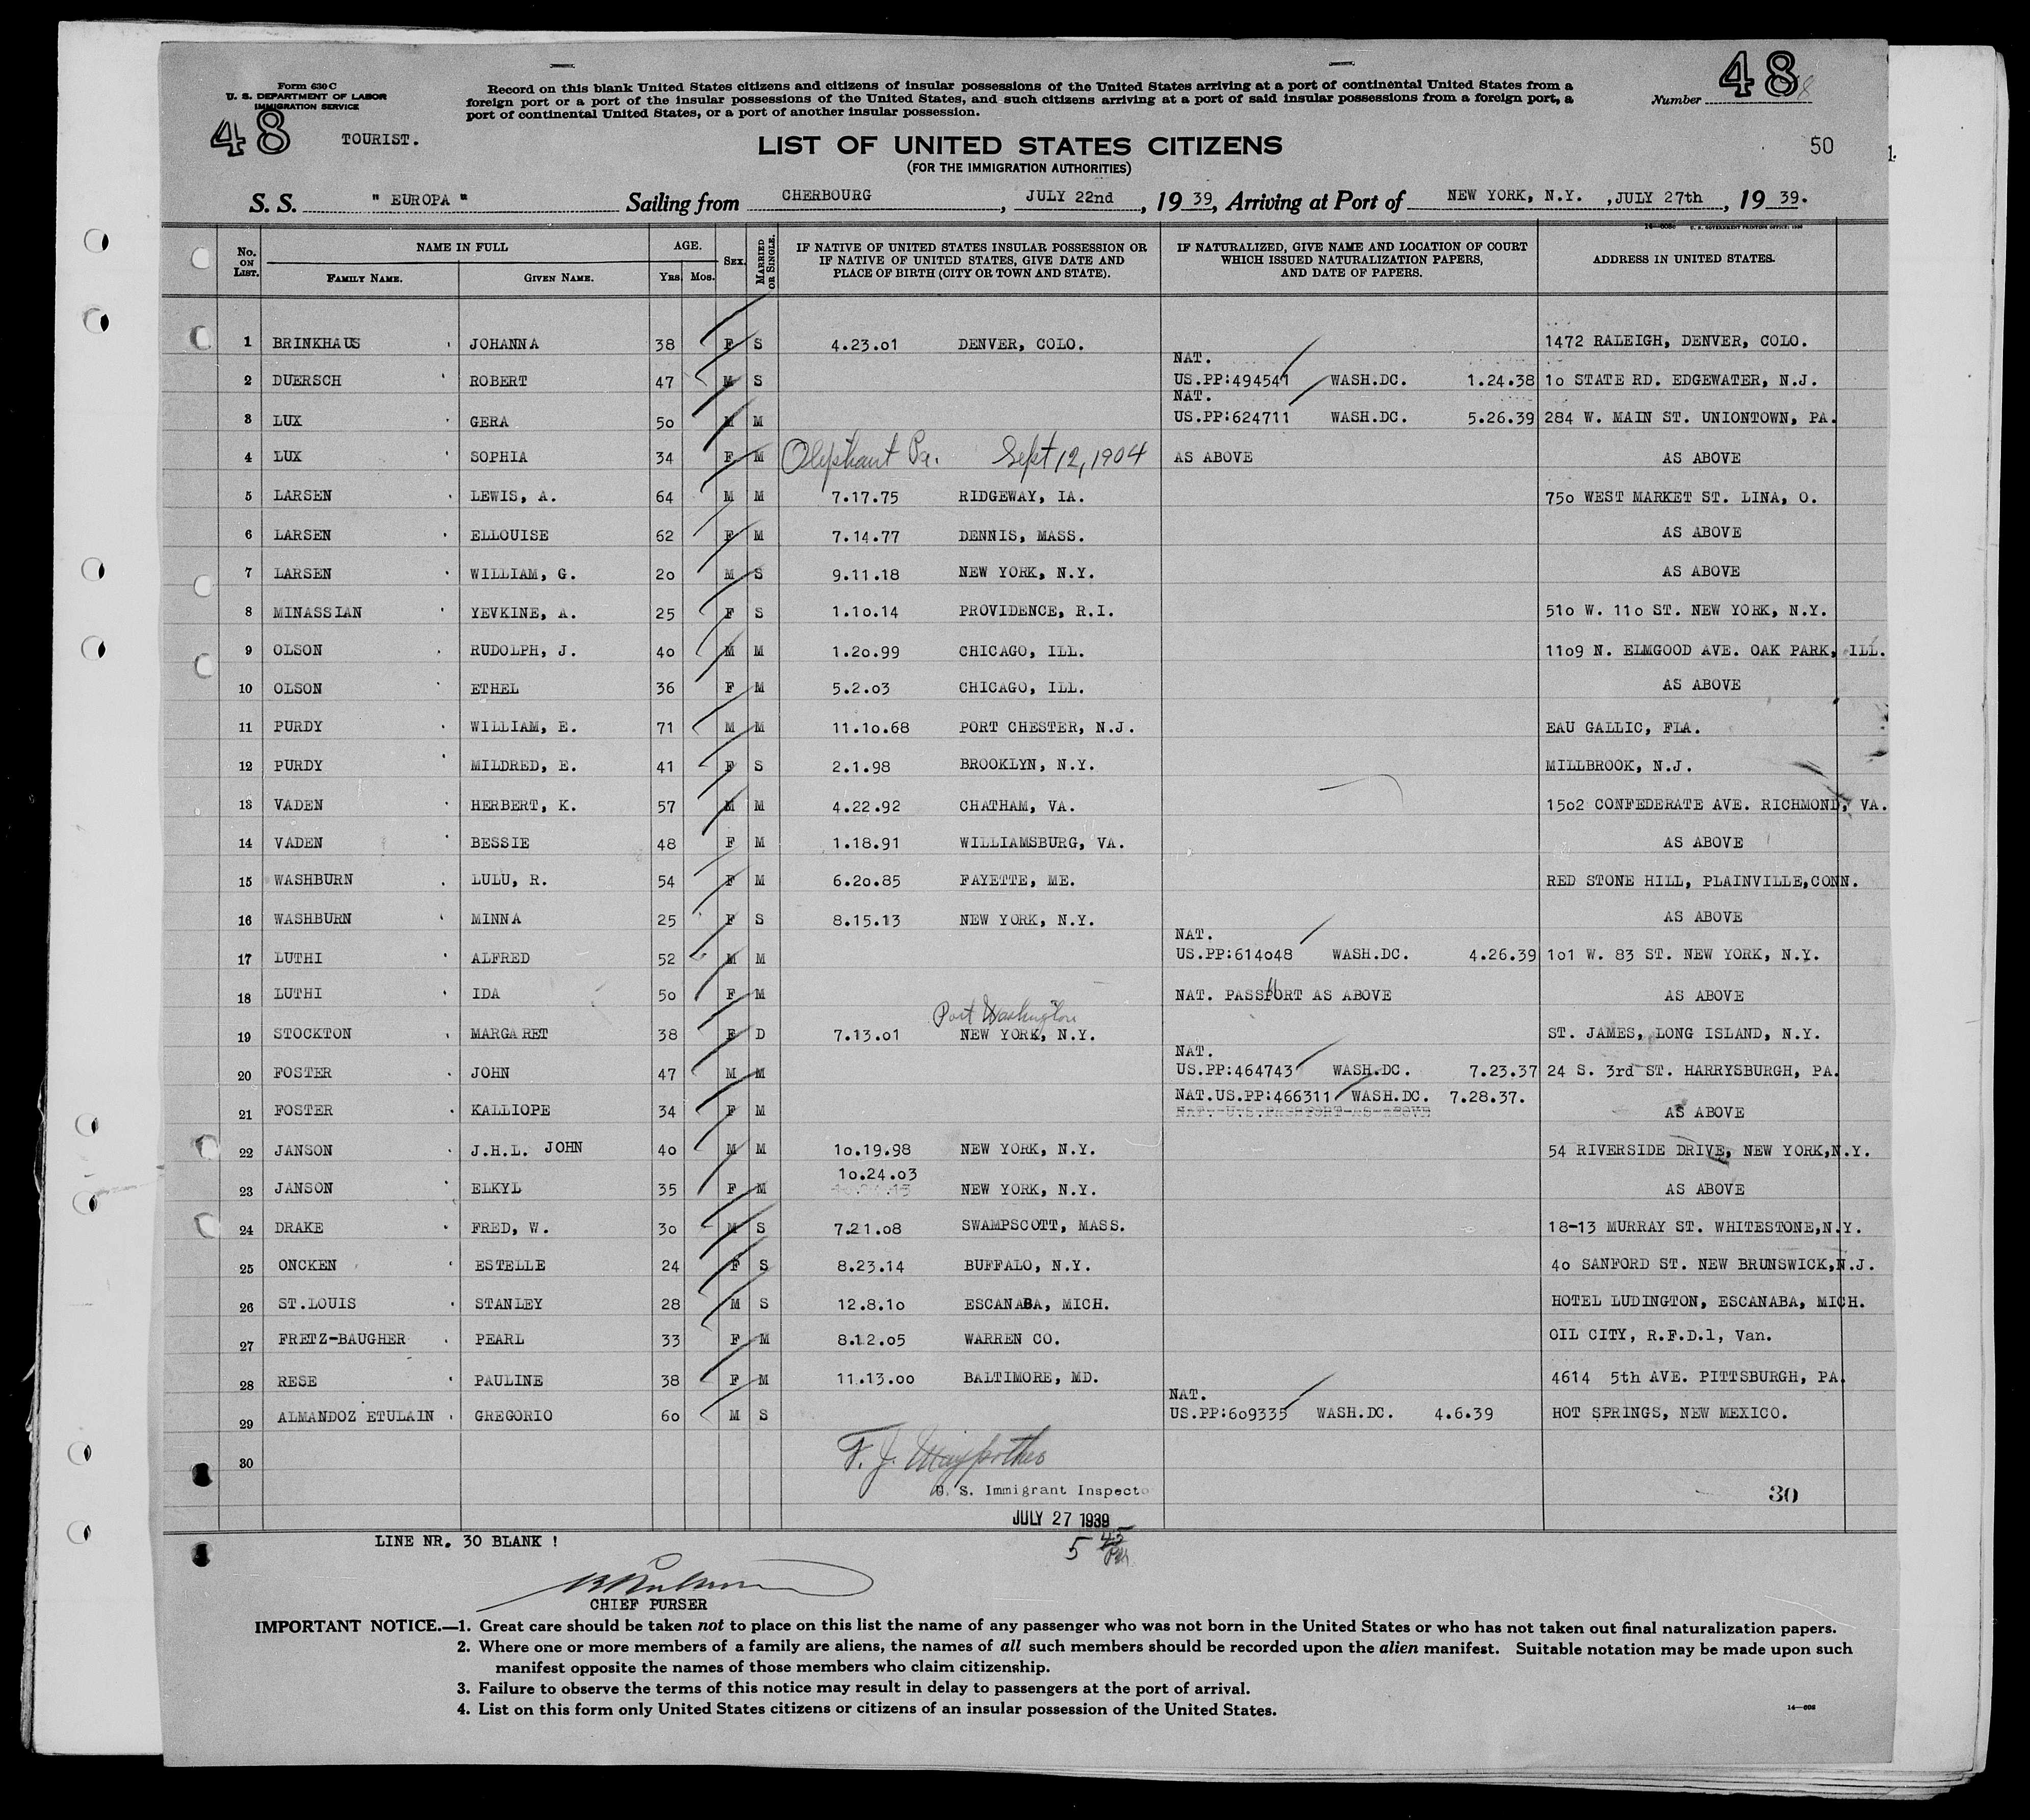 Form 630 C
U. S. DEPARTMENT OF LABOR
IMMIGRATION SERVICE
48
TOURIST.
Record on this blank United States citizens and citizens of insular possessions of the United States arriving at a port of continental United States from a
foreign port or a port of the insular possessions of the United States, and such citizens arriving at a port of said insular possessions from a foreign port, a
port of continental United States, or a port of another insular possession.
Number 48
50
LIST OF UNITED STATES CITIZENS
(FOR THE IMMIGRATION AUTHORITIES)
S. S. " EUROPA " Sailing from CHERBOURG, JULY 22nd, 19 39, Arriving at Port of NEW YORK, N.Y. ,JULY 27th, 19 39.
No. ON LIST. NAME IN FULL FAMILY NAME. GIVEN NAME. AGE. YRS. MOS. SEX. MARRIED OR SINGLE. IF NATIVE OF UNITED STATES INSULAR POSSESSION OR IF NATIVE OF UNITED STATES, GIVE DATE AND PLACE OF BIRTH (CITY OR TOWN AND STATE). IF NATURALIZED, GIVE NAME AND LOCATION OF COURT WHICH ISSUED NATURALIZATION PAPERS, AND DATE OF PAPERS. ADDRESS IN UNITED STATES.
1 BRINKHAUS JOHANNA 38 F S 4.23.01 DENVER, COLO. 1472 RALEIGH, DENVER, COLO.
NAT.
2 DUERSCH ROBERT 47 M S US.PP:494541 WASH.DC. 1.24.38 10 STATE RD. EDGEWATER, N.J.
NAT.
3 LUX GERA 50 M M US.PP:624711 WASH.DC. 5.26.39 284 W. MAIN ST. UNIONTOWN, PA.
4 LUX SOPHIA 34 F M Olyphant Pa. Sept 12, 1904 AS ABOVE AS ABOVE
5 LARSEN LEWIS, A. 64 M M 7.17.75 RIDGEWAY, IA. 750 WEST MARKET ST. LINA, O.
6 LARSEN ELLOUISE 62 F M 7.14.77 DENNIS, MASS. AS ABOVE
7 LARSEN WILLIAM, G. 20 M S 9.11.18 NEW YORK, N.Y. AS ABOVE
8 MINASSIAN YEVKINE, A. 25 F S 1.10.14 PROVIDENCE, R.I. 510 W. 110 ST. NEW YORK, N.Y.
9 OLSON RUDOLPH, J. 40 M M 1.20.99 CHICAGO, ILL. 1109 N. ELMGOOD AVE. OAK PARK, ILL.
10 OLSON ETHEL 36 F M 5.2.03 CHICAGO, ILL. AS ABOVE
11 PURDY WILLIAM, E. 71 M M 11.10.68 PORT CHESTER, N.J. EAU GALLIC, FLA.
12 PURDY MILDRED, E. 41 F S 2.1.98 BROOKLYN, N.Y. MILLBROOK, N.J.
13 VADEN HERBERT, K. 57 M M 4.22.92 CHATHAM, VA. 1502 CONFEDERATE AVE. RICHMOND, VA.
14 VADEN BESSIE 48 F M 1.18.91 WILLIAMSBURG, VA. AS ABOVE
15 WASHBURN LULU, R. 54 F M 6.20.85 FAYETTE, ME. RED STONE HILL, PLAINVILLE,CONN.
16 WASHBURN MINNA 25 F S 8.15.13 NEW YORK, N.Y. AS ABOVE
NAT.
17 LUTHI ALFRED 52 M M US.PP:614048 WASH.DC. 4.26.39 101 W. 83 ST. NEW YORK, N.Y.
18 LUTHI IDA 50 F M NAT. PASSPORT AS ABOVE AS ABOVE
Port Washington
19 STOCKTON MARGARET 38 F D 7.13.01 NEW YORK, N.Y. ST. JAMES, LONG ISLAND, N.Y.
NAT.
20 FOSTER JOHN 47 M M US.PP:464743 WASH.DC. 7.23.37 24 S. 3rd ST. HARRYSBURGH, PA.
NAT.US.PP:466311 WASH.DC. 7.28.37.
21 FOSTER KALLIOPE 34 F M NAT. U.S.PASSPORT AS ABOVE AS ABOVE
22 JANSON J.H.L. JOHN 40 M M 10.19.98 NEW YORK, N.Y. 54 RIVERSIDE DRIVE, NEW YORK,N.Y.
10.24.03
23 JANSON ELKYL 35 F M NEW YORK, N.Y. AS ABOVE
24 DRAKE FRED, W. 30 M S 7.21.08 SWAMPSCOTT, MASS. 18-13 MURRAY ST. WHITESTONE,N.Y.
25 ONCKEN ESTELLE 24 F S 8.23.14 BUFFALO, N.Y. 40 SANFORD ST. NEW BRUNSWICK,N.J.
26 ST.LOUIS STANLEY 28 M S 12.8.10 ESCANABA, MICH. HOTEL LUDINGTON, ESCANABA, MICH.
27 FRETZ-BAUGHER PEARL 33 F M 8.12.05 WARREN CO. OIL CITY, R.F.D.1, Van.
28 RESE PAULINE 38 F M 11.13.00 BALTIMORE, MD. 4614 5th AVE. PITTSBURGH, PA.
NAT.
29 ALMANDOZ ETULAIN GREGORIO 60 M S US.PP:609335 WASH.DC. 4.6.39 HOT SPRINGS, NEW MEXICO.
30
F. J.
U. S. Immigrant Inspecto
30
JULY 27 1939
LINE NR. 30 BLANK !
5 45 PM
CHIEF PURSER
IMPORTANT NOTICE.—1. Great care should be taken not to place on this list the name of any passenger who was not born in the United States or who has not taken out final naturalization papers.
2. Where one or more members of a family are aliens, the names of all such members should be recorded upon the alien manifest. Suitable notation may be made upon such
manifest opposite the names of those members who claim citizenship.
3. Failure to observe the terms of this notice may result in delay to passengers at the port of arrival.
4. List on this form only United States citizens or citizens of an insular possession of the United States.